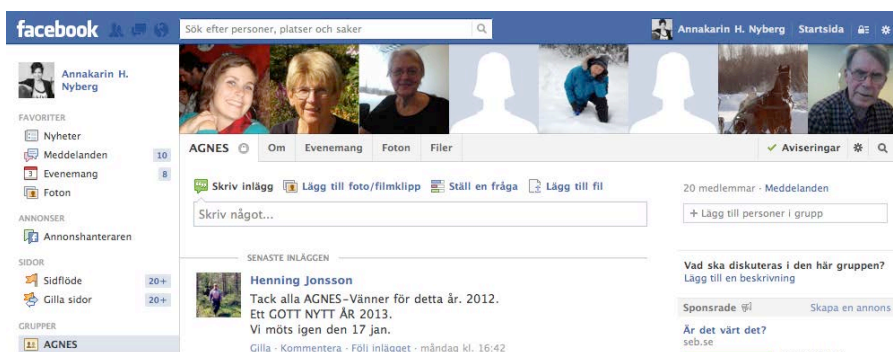 facebook
Sök efter personer, platser och saker
Annakarin H. Nyberg Startsida
Annakarin H.
Nyberg
FAVORITER
Nyheter
Meddelanden 10
3 Evenemang 8
Foton
ANNONSER
Annonshanteraren
SIDOR
Sidflöde 20+
Gilla sidor 20+
GRUPPER
AGNES
AGNES Om Evenemang Foton Filer
✓ Aviseringar
Skriv inlägg Lägg till foto/filmklipp Ställ en fråga Lägg till fil
Skriv något...
SENASTE INLÄGGEN
Henning Jonsson
Tack alla AGNES-Vänner för detta år. 2012.
Ett GOTT NYTT ÅR 2013.
Vi möts igen den 17 jan.
Gilla · Kommentera · Följ inlägget · måndag kl. 16:42
20 medlemmar · Meddelanden
+ Lägg till personer i grupp
Vad ska diskuteras i den här gruppen?
Lägg till en beskrivning
Sponsrade Skapa en annons
Är det värt det?
seb.se